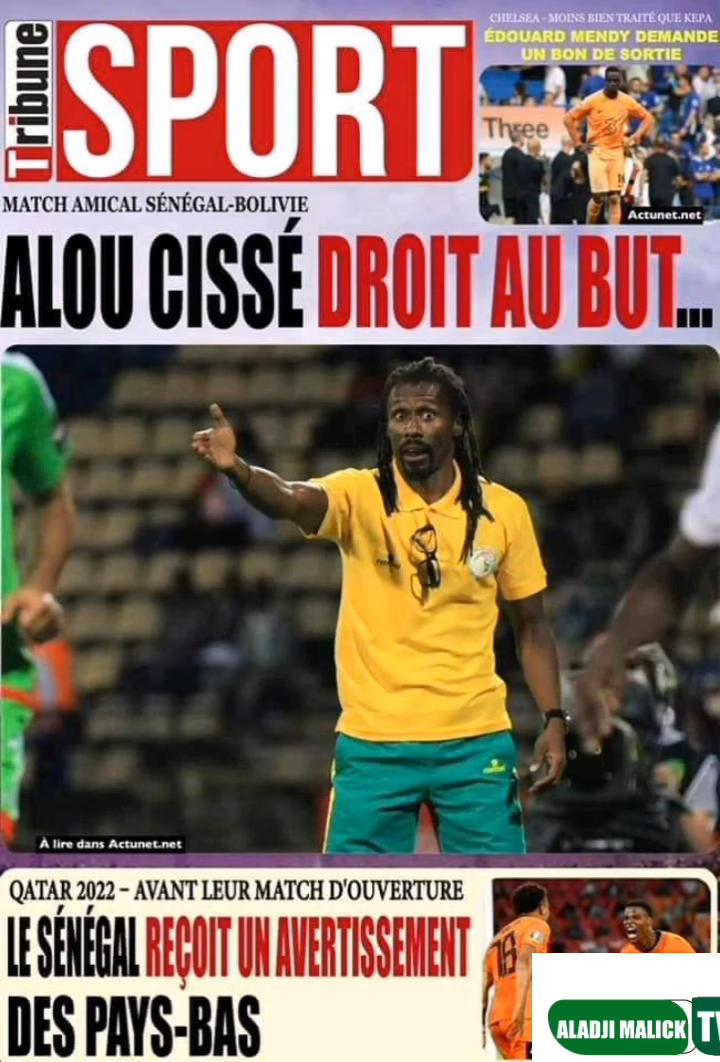 Tribune
SPORT
CHELSEA - MOINS BIEN TRAITÉ QUE KEPA
ÉDOUARD MENDY DEMANDE
UN BON DE SORTIE
Three
Actunet.net
MATCH AMICAL SÉNÉGAL-BOLIVIE
ALOU CISSÉ DROIT AU BUT...
À lire dans Actunet.net
QATAR 2022 - AVANT LEUR MATCH D'OUVERTURE
LE SÉNÉGAL REÇOIT UN AVERTISSEMENT
DES PAYS-BAS
ALADJI MALICK TV